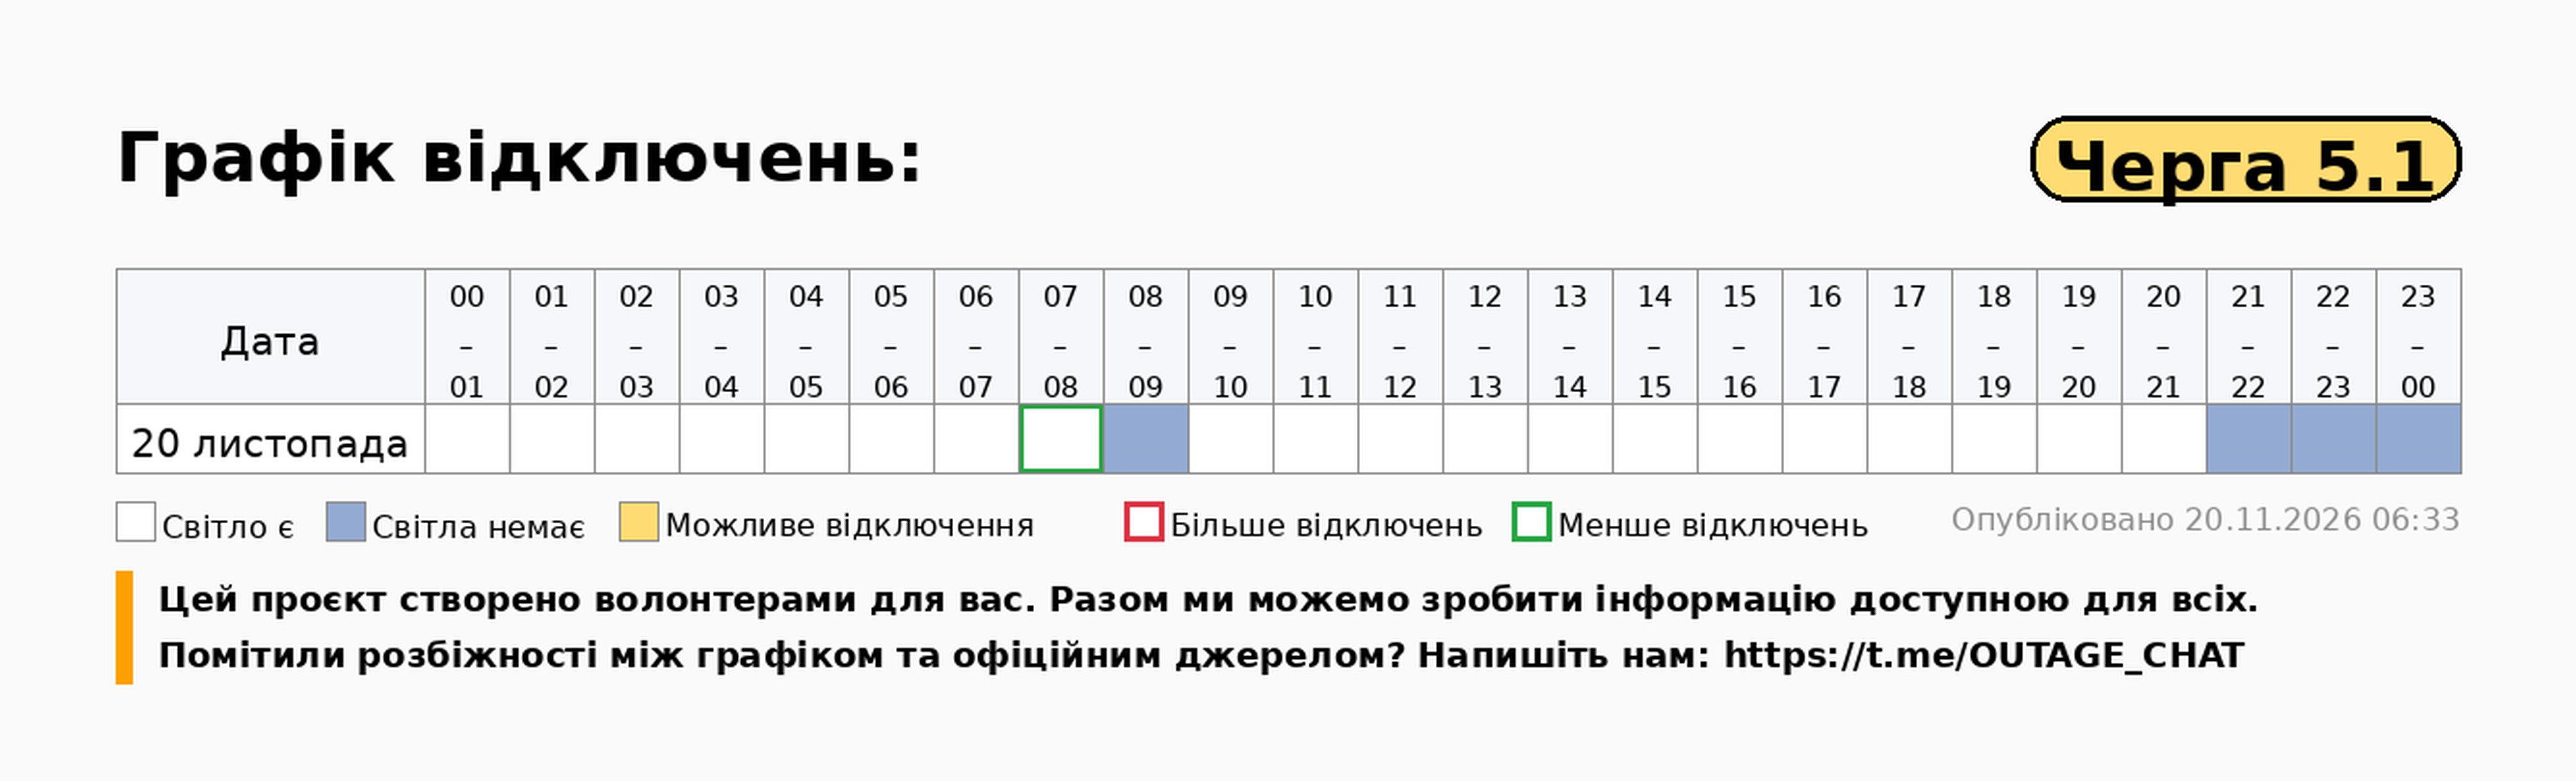 Графік відключень:
Черга 5.1
Дата 00 – 01 01 – 02 02 – 03 03 – 04 04 – 05 05 – 06 06 – 07 07 – 08 08 – 09 09 – 10 10 – 11 11 – 12 12 – 13 13 – 14 14 – 15 15 – 16 16 – 17 17 – 18 18 – 19 19 – 20 20 – 21 21 – 22 22 – 23 23 – 00
20 листопада
Світло є Світла немає Можливе відключення Більше відключень Менше відключень Опубліковано 20.11.2026 06:33
Цей проєкт створено волонтерами для вас. Разом ми можемо зробити інформацію доступною для всіх.
Помітили розбіжності між графіком та офіційним джерелом? Напишіть нам: https://t.me/OUTAGE_CHAT